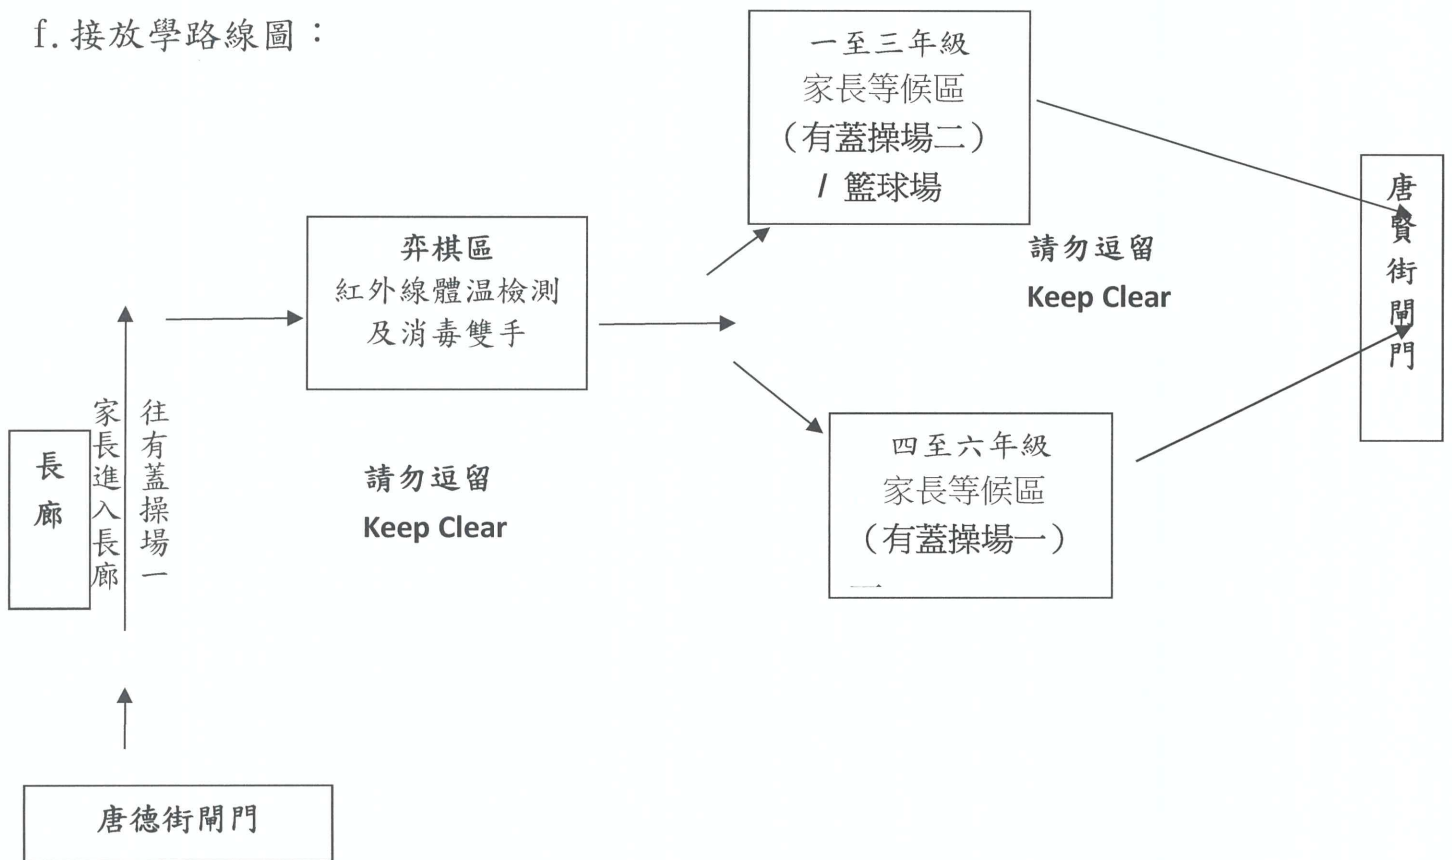 f.接放學路線圖：
一至三年級
家長等候區
（有蓋操場二）
/ 籃球場
唐賢街閘門
弈棋區
紅外線體温檢測
及消毒雙手
請勿逗留
Keep Clear
長廊
家長進入長廊
往有蓋操場一
請勿逗留
Keep Clear
四至六年級
家長等候區
（有蓋操場一）
唐德街閘門